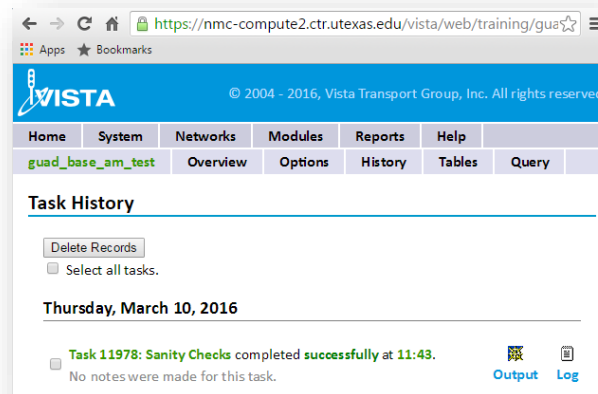 https://nmc-compute2.ctr.utexas.edu/vista/web/training/gua
Apps Bookmarks
VISTA © 2004 - 2016, Vista Transport Group, Inc. All rights reserved
Home System Networks Modules Reports Help
guad_base_am_test Overview Options History Tables Query
Task History
Delete Records
Select all tasks.
Thursday, March 10, 2016
Task 11978: Sanity Checks completed successfully at 11:43.
No notes were made for this task.
Output Log